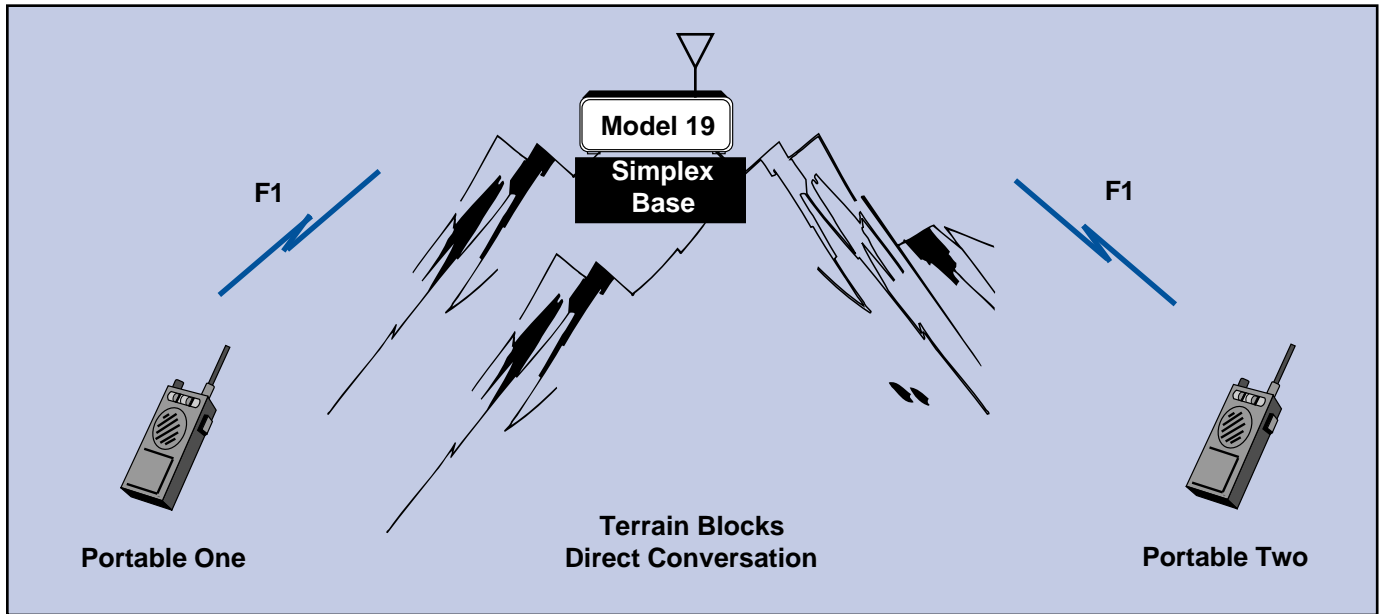 Model 19
Simplex
Base
F1
F1
Terrain Blocks
Direct Conversation
Portable One
Portable Two